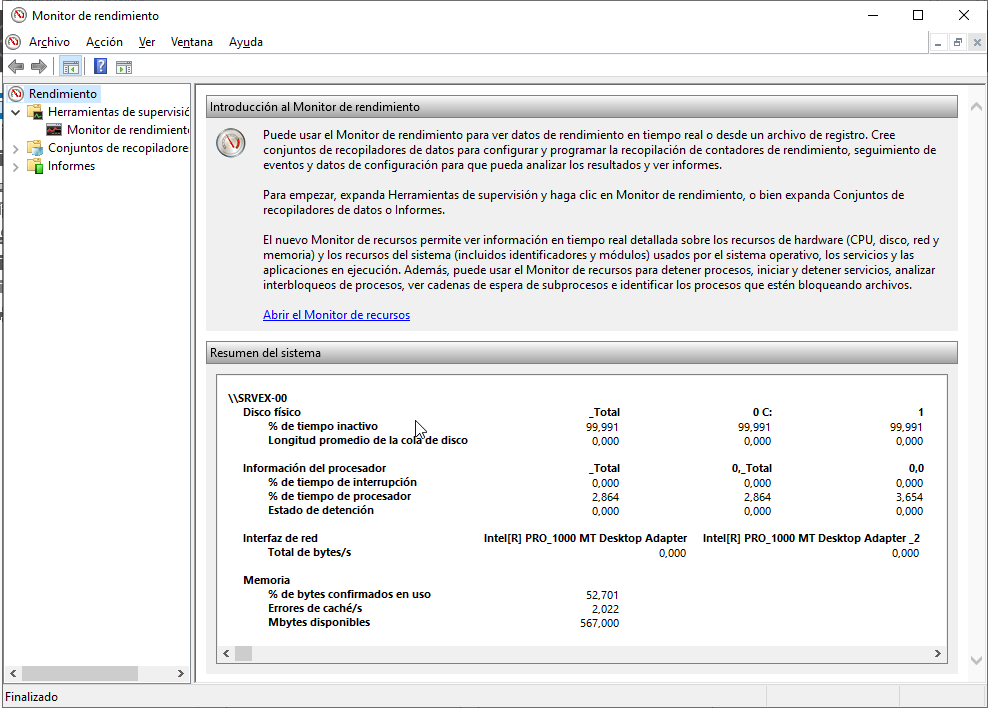 Monitor de rendimiento
Archivo Acción Ver Ventana Ayuda
Rendimiento
Herramientas de supervisió
Monitor de rendimiento
Conjuntos de recopiladore
Informes
Introducción al Monitor de rendimiento
Puede usar el Monitor de rendimiento para ver datos de rendimiento en tiempo real o desde un archivo de registro. Cree
conjuntos de recopiladores de datos para configurar y programar la recopilación de contadores de rendimiento, seguimiento de
eventos y datos de configuración para que pueda analizar los resultados y ver informes.
Para empezar, expanda Herramientas de supervisión y haga clic en Monitor de rendimiento, o bien expanda Conjuntos de
recopiladores de datos o Informes.
El nuevo Monitor de recursos permite ver información en tiempo real detallada sobre los recursos de hardware (CPU, disco, red y
memoria) y los recursos del sistema (incluidos identificadores y módulos) usados por el sistema operativo, los servicios y las
aplicaciones en ejecución. Además, puede usar el Monitor de recursos para detener procesos, iniciar y detener servicios, analizar
interbloqueos de procesos, ver cadenas de espera de subprocesos e identificar los procesos que estén bloqueando archivos.
Abrir el Monitor de recursos
Resumen del sistema
\\SRVEX-00
Disco físico _Total 0 C: 1
% de tiempo inactivo 99,991 99,991 99,991
Longitud promedio de la cola de disco 0,000 0,000 0,000
Información del procesador _Total 0,_Total 0,0
% de tiempo de interrupción 0,000 0,000 0,000
% de tiempo de procesador 2,864 2,864 3,654
Estado de detención 0,000 0,000 0,000
Interfaz de red Intel[R] PRO_1000 MT Desktop Adapter Intel[R] PRO_1000 MT Desktop Adapter _2
Total de bytes/s 0,000 0,000
Memoria
% de bytes confirmados en uso 52,701
Errores de caché/s 2,022
Mbytes disponibles 567,000
Finalizado